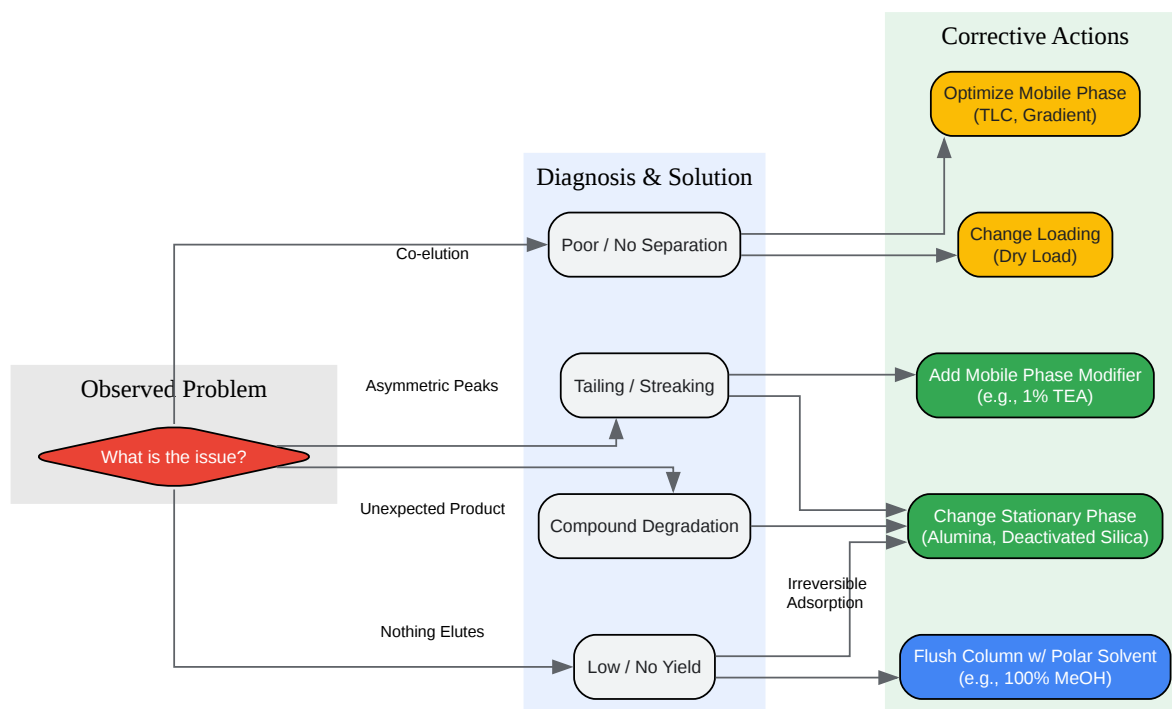 Corrective Actions
Optimize Mobile Phase
(TLC, Gradient)
Diagnosis & Solution
Poor / No Separation
Change Loading
(Dry Load)
Co-elution
Observed Problem
Asymmetric Peaks
Tailing / Streaking
Add Mobile Phase Modifier
(e.g., 1% TEA)
What is the issue?
Unexpected Product
Compound Degradation
Change Stationary Phase
(Alumina, Deactivated Silica)
Irreversible
Adsorption
Nothing Elutes
Low / No Yield
Flush Column w/ Polar Solvent
(e.g., 100% MeOH)